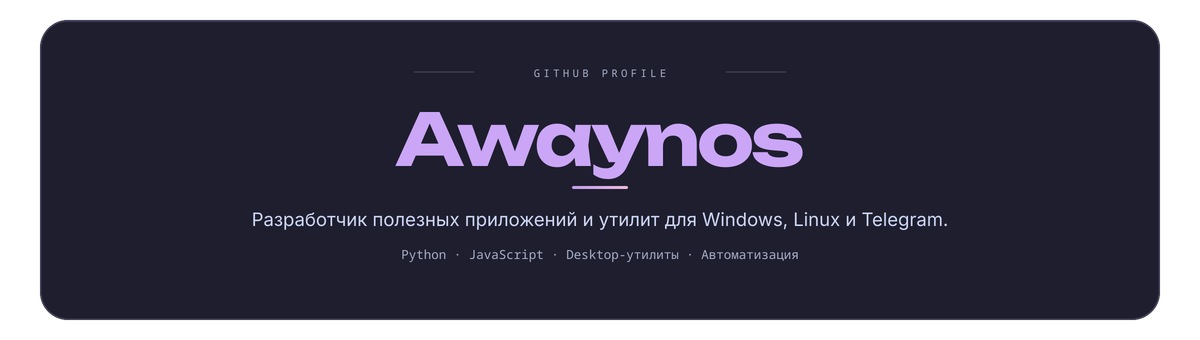 GITHUB PROFILE
Awaynos
Разработчик полезных приложений и утилит для Windows, Linux и Telegram.
Python · JavaScript · Desktop-утилиты · Автоматизация